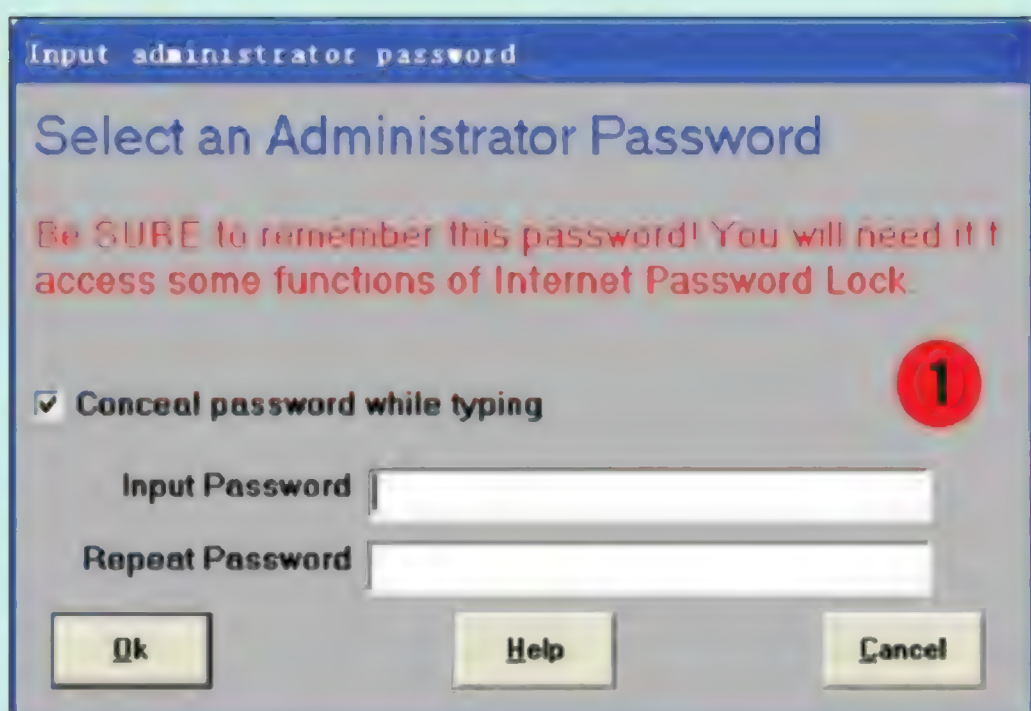 Input administrator password
Select an Administrator Password
Be SURE to remember this password! You will need it t
access some functions of Internet Password Lock.
1
Conceal password while typing
Input Password
Repeat Password
Ok
Help
Cancel